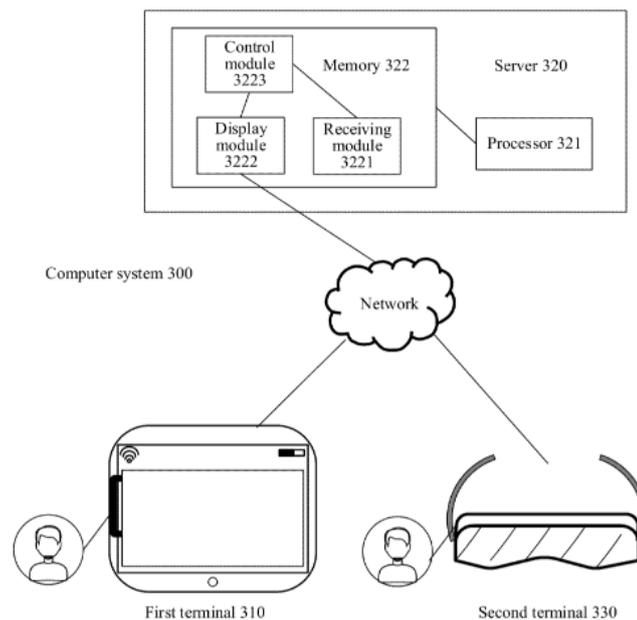 Control
module
3223
Memory 322
Server 320
Display
module
3222
Receiving
module
3221
Processor 321
Computer system 300
Network
First terminal 310
Second terminal 330